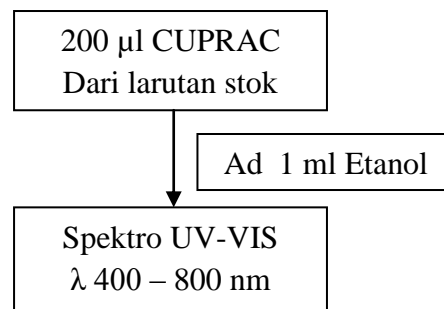 200 µl CUPRAC
Dari larutan stok
Ad 1 ml Etanol
Spektro UV-VIS
λ 400 – 800 nm